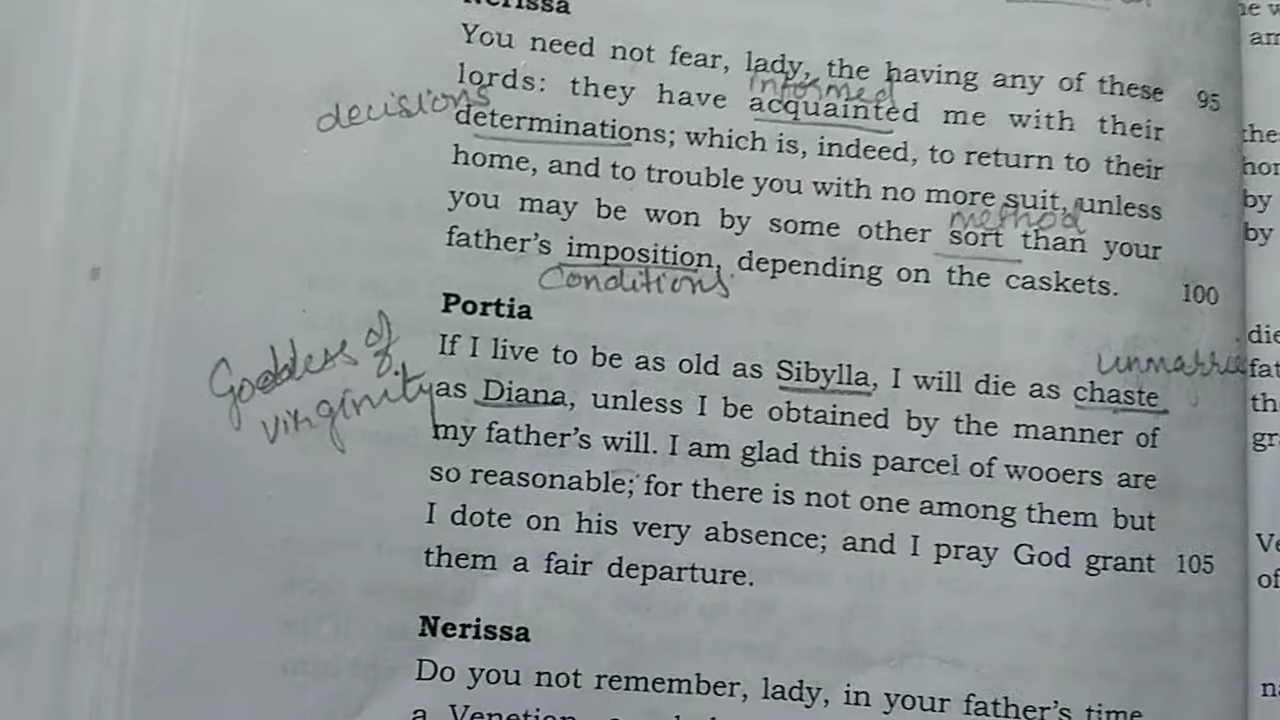 Nerissa
You need not fear, lady, the having any of these
informed
lords: they have acquainted me with their 95
decisions
determinations; which is, indeed, to return to their
home, and to trouble you with no more suit, unless
method
you may be won by some other sort than your
father's imposition, depending on the caskets. 100
Conditions
Portia
If I live to be as old as Sibylla, I will die as chaste
Goddess of
virginity
as Diana, unless I be obtained by the manner of
my father's will. I am glad this parcel of wooers are
so reasonable; for there is not one among them but
I dote on his very absence; and I pray God grant 105
them a fair departure.
Nerissa
Do you not remember, lady, in your father's time
the
by
by